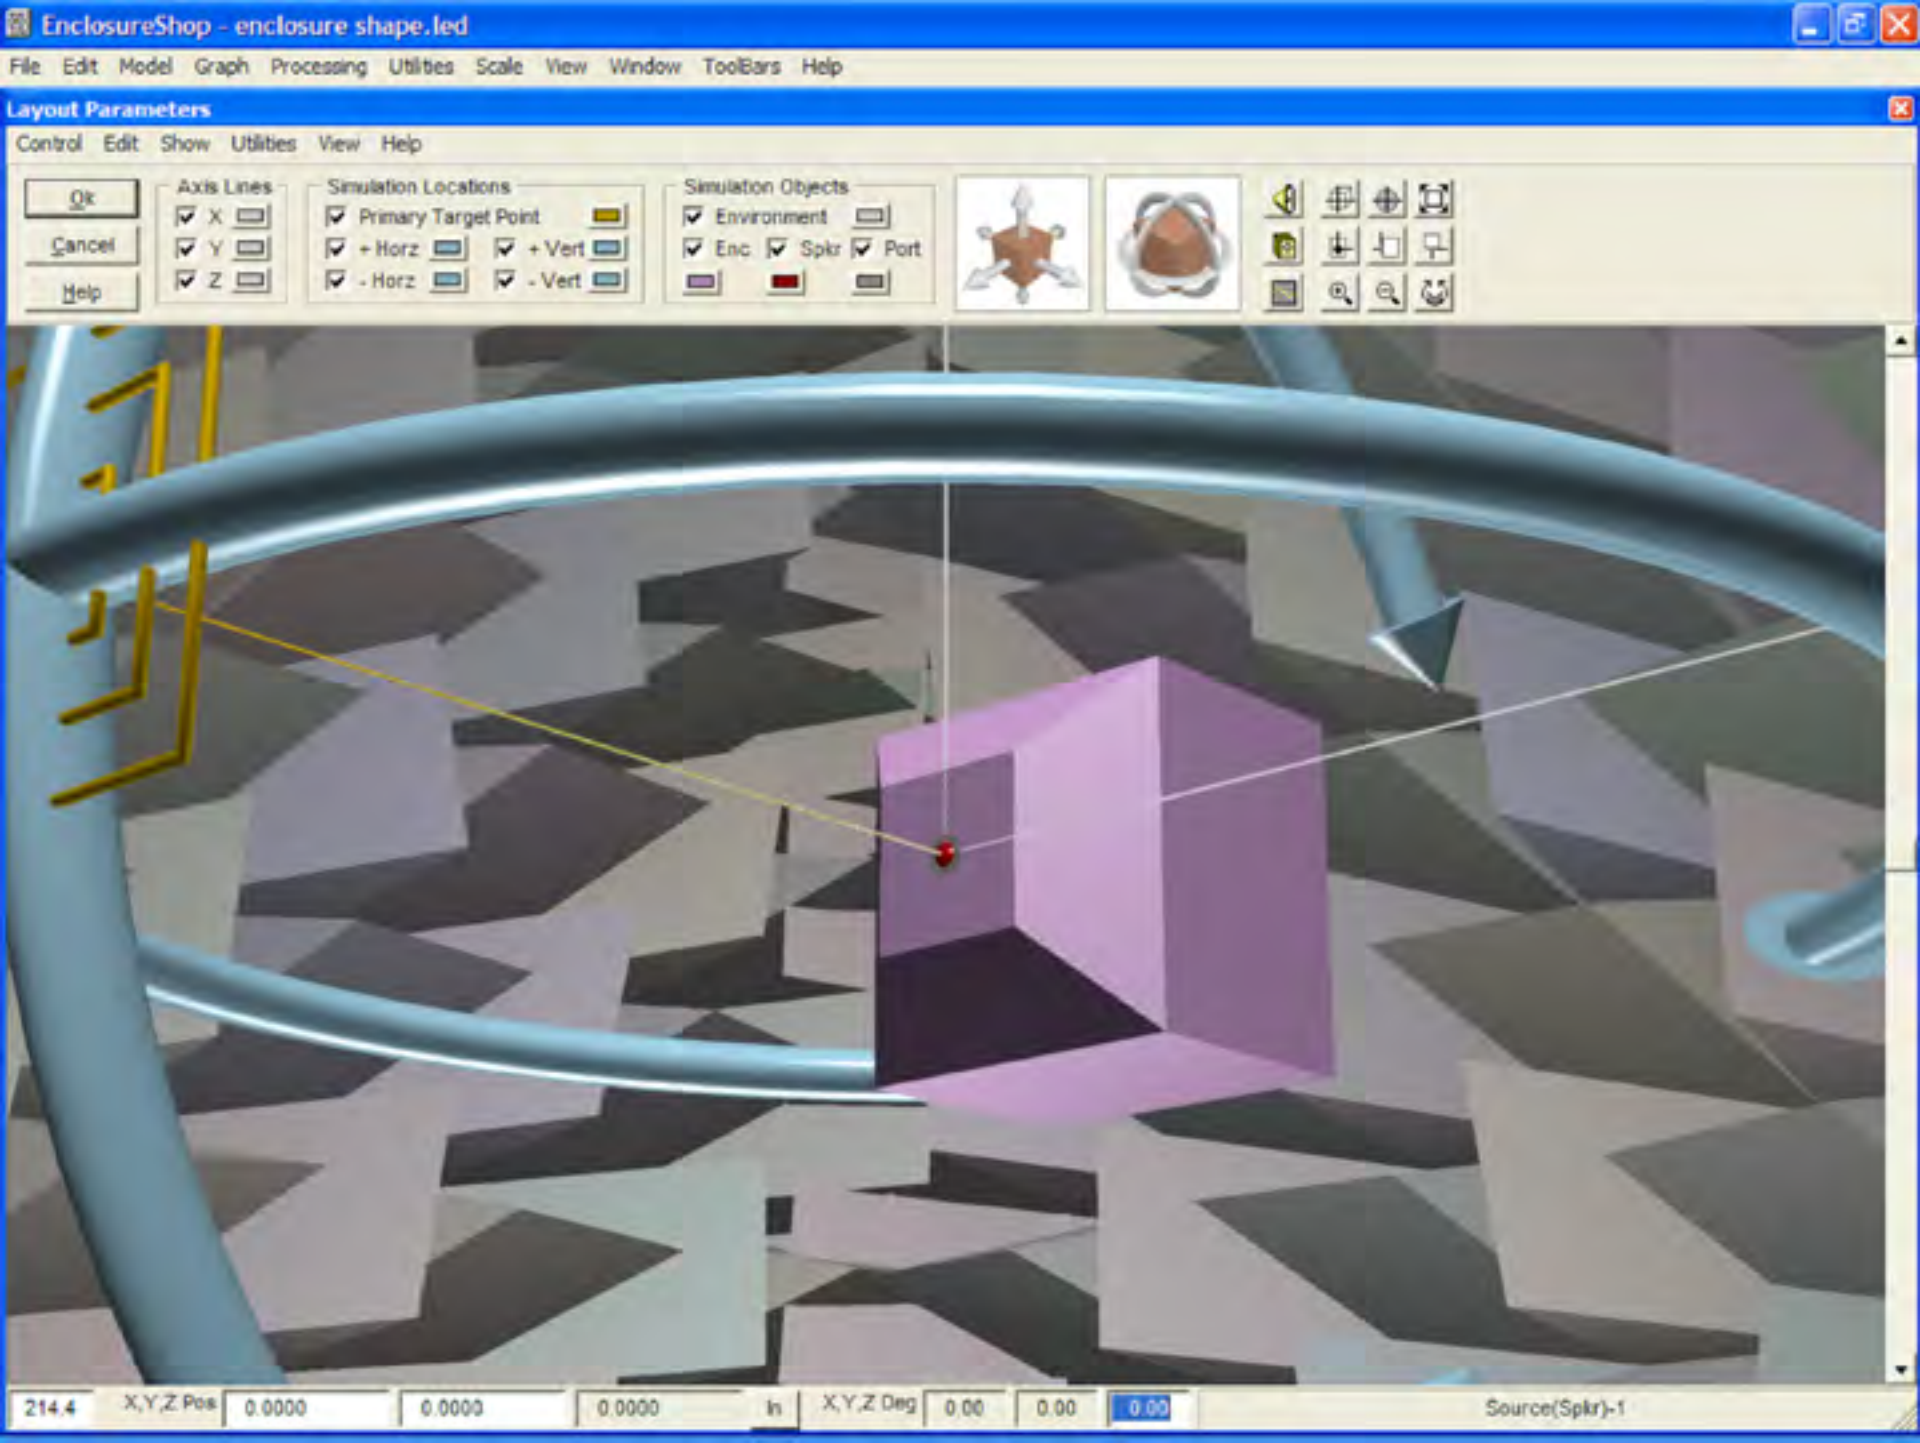 EnclosureShop - enclosure shape.led
File Edit Model Graph Processing Utilities Scale View Window ToolBars Help
Layout Parameters
Control Edit Show Utilities View Help
Ok
Cancel
Help
Axis Lines
X
Y
Z
Simulation Locations
Primary Target Point
+ Horz + Vert
- Horz - Vert
Simulation Objects
Environment
Enc Spkr Port
214.4 X,Y,Z Pos 0.0000 0.0000 0.0000 In X,Y,Z Deg 0.00 0.00 0.00 Source(Spkr)-1